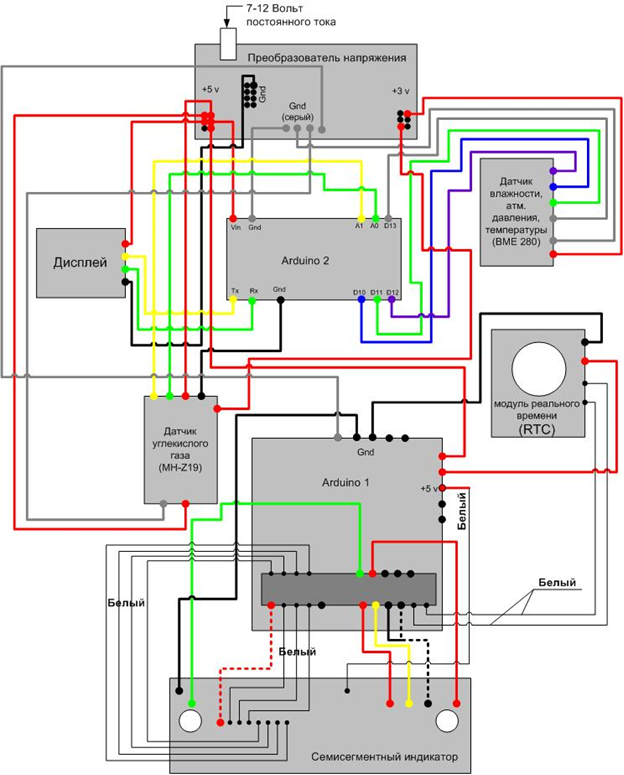 7-12 Вольт
постоянного тока
Преобразователь напряжения
+5 v
Gnd
Gnd
(серый)
+3 v
Датчик
влажности,
атм.
давления,
температуры
(BME 280)
Vin
Gnd
A1
A0
D13
Arduino 2
Дисплей
Tx
Rx
Gnd
D10
D11
D12
модуль реального
времени
(RTC)
Датчик
углекислого
газа
(MH-Z19)
Gnd
Arduino 1
+5 v
Белый
Белый
Белый
Белый
Семисегментный индикатор